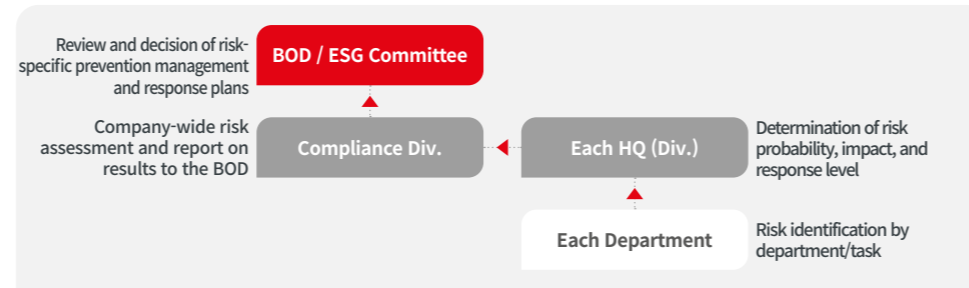 Review and decision of risk-
specific prevention management
and response plans
BOD / ESG Committee
Company-wide risk
assessment and report on
results to the BOD
Compliance Div.
Each HQ (Div.)
Determination of risk
probability, impact, and
response level
Each Department
Risk identification by
department/task